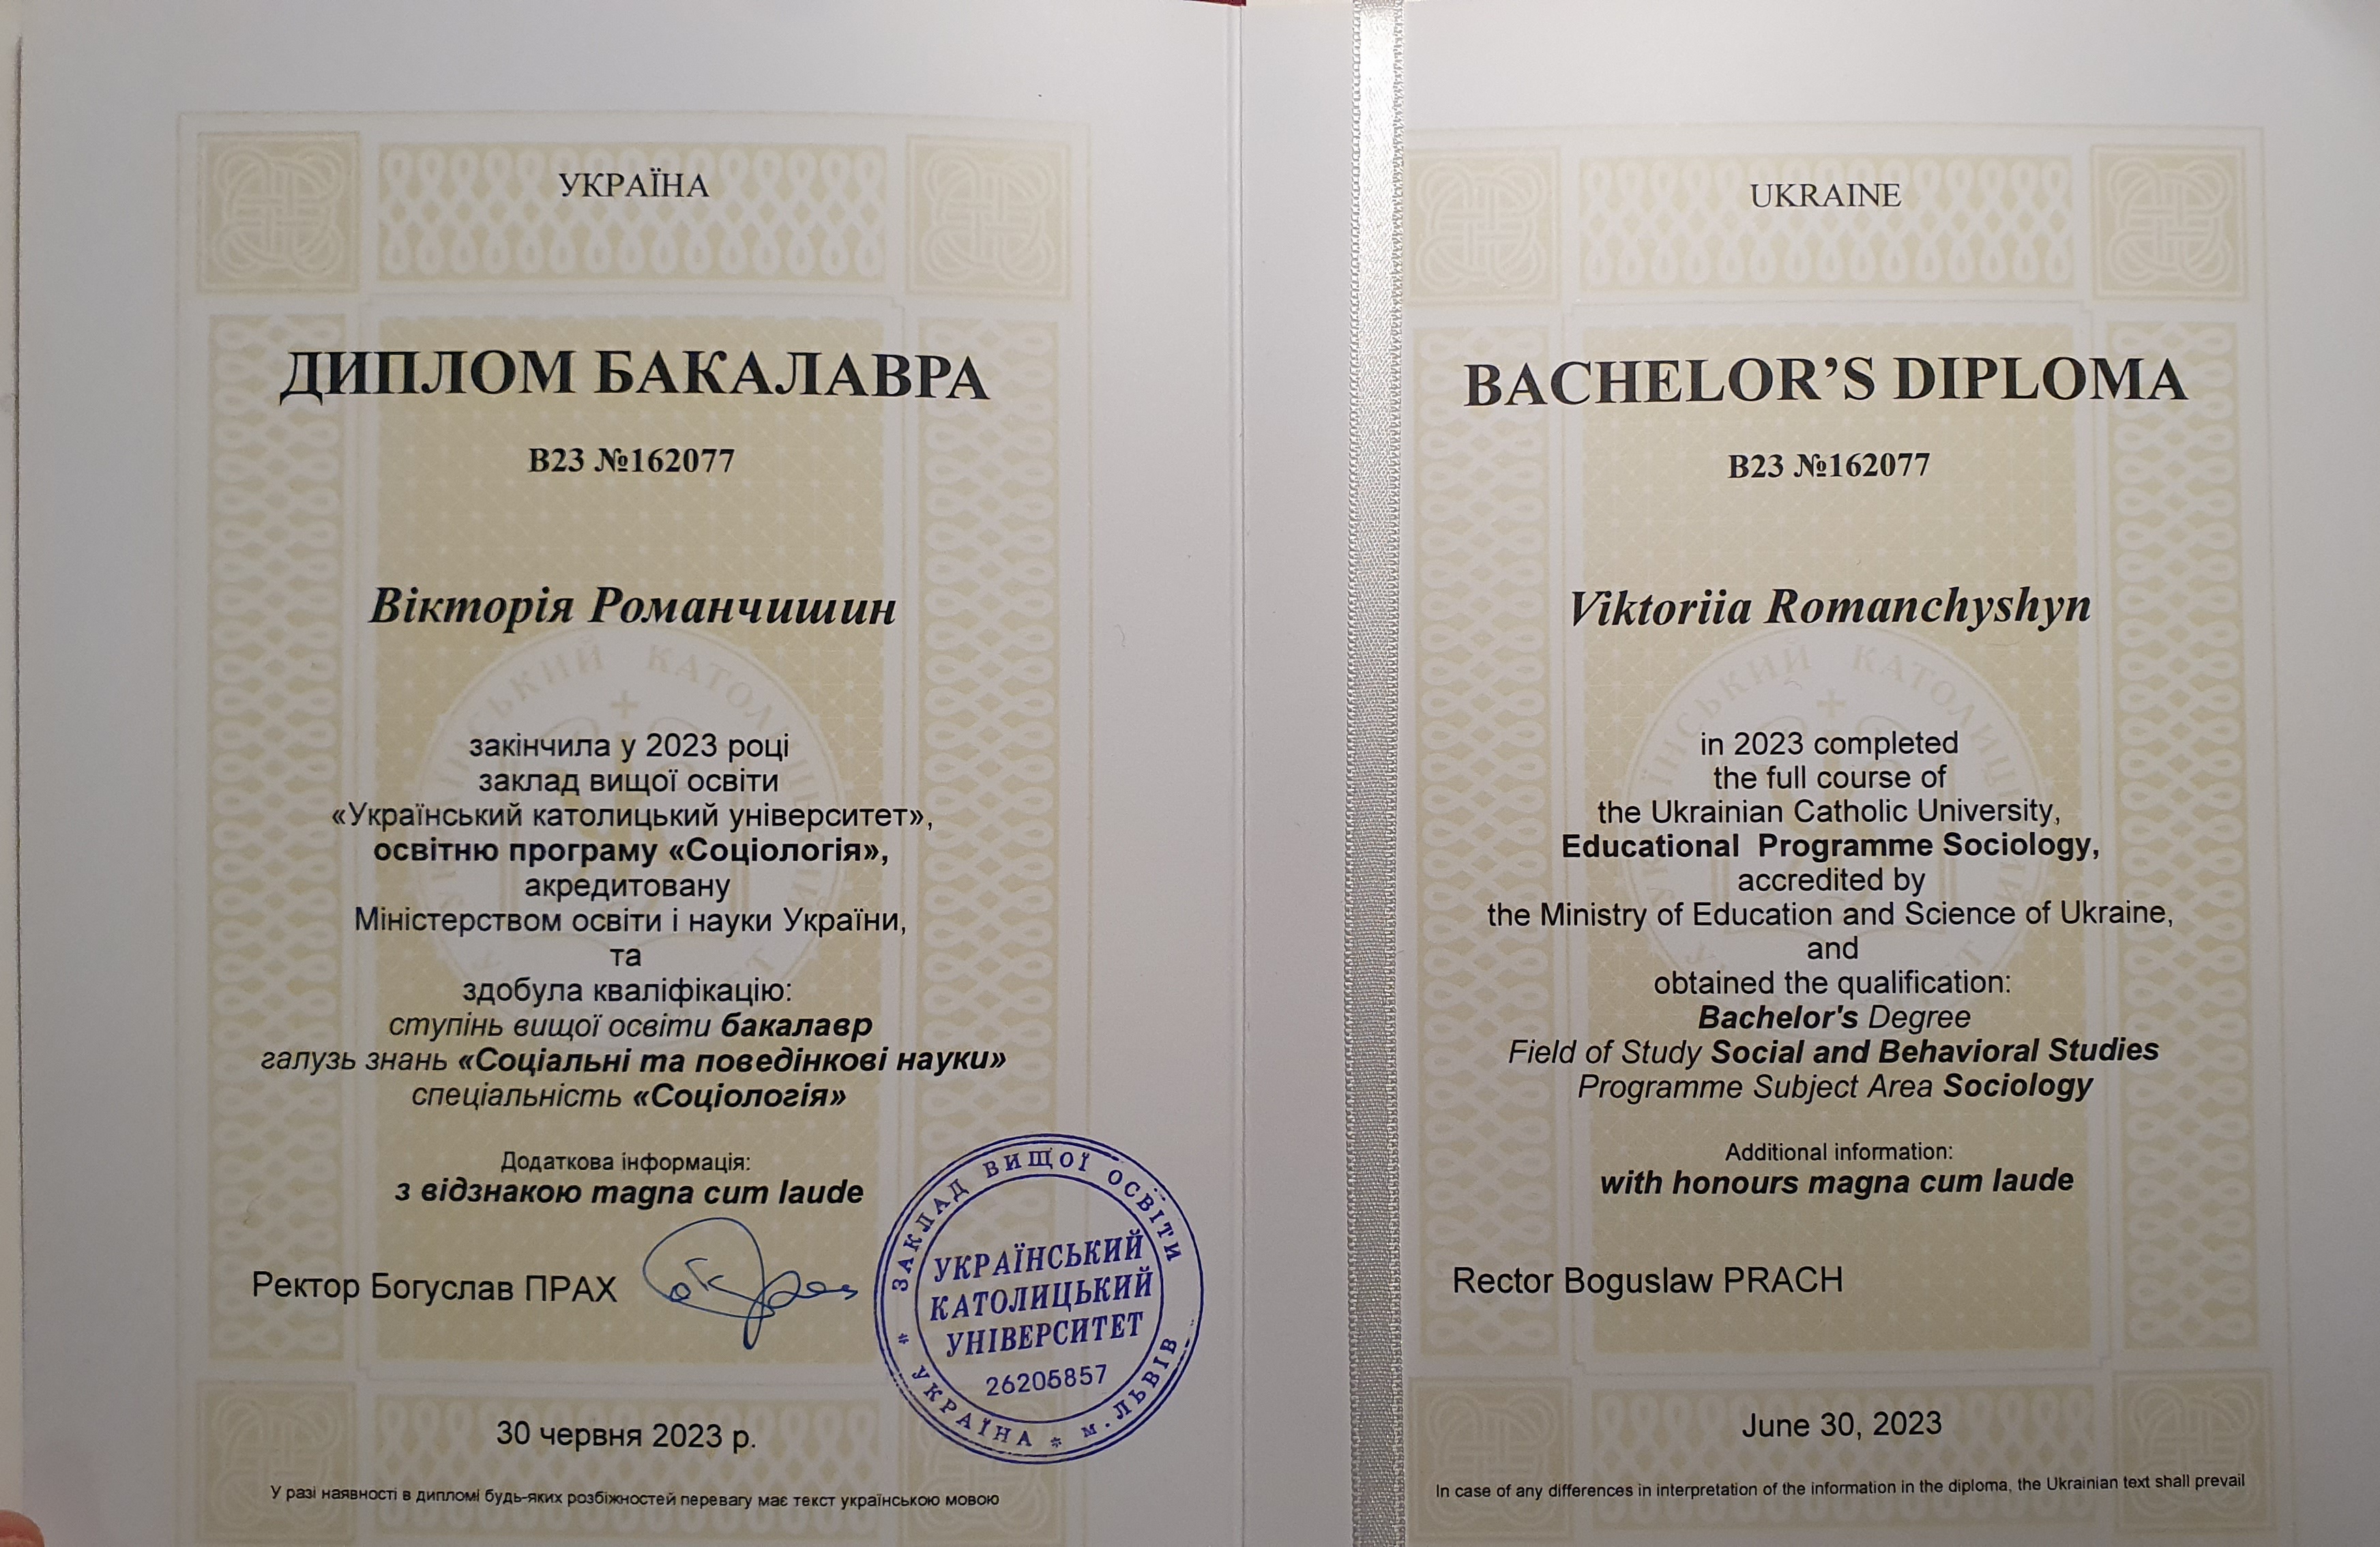 УКРАЇНА
ДИПЛОМ БАКАЛАВРА
В23 №162077
Вікторія Романчишин
закінчила у 2023 році
заклад вищої освіти
«Український католицький університет»,
освітню програму «Соціологія»,
акредитовану
Міністерством освіти і науки України,
та
здобула кваліфікацію:
ступінь вищої освіти бакалавр
галузь знань «Соціальні та поведінкові науки»
спеціальність «Соціологія»
Додаткова інформація:
з відзнакою magna cum laude
Ректор Богуслав ПРАХ
ЗАКЛАД ВИЩОЇ ОСВІТИ
УКРАЇНСЬКИЙ
КАТОЛИЦЬКИЙ
УНІВЕРСИТЕТ
26205857
* УКРАЇНА * м.ЛЬВІВ
30 червня 2023 р.
У разі наявності в дипломі будь-яких розбіжностей перевагу має текст українською мовою
UKRAINE
BACHELOR’S DIPLOMA
B23 №162077
Viktoriia Romanchyshyn
in 2023 completed
the full course of
the Ukrainian Catholic University,
Educational Programme Sociology,
accredited by
the Ministry of Education and Science of Ukraine,
and
obtained the qualification:
Bachelor's Degree
Field of Study Social and Behavioral Studies
Programme Subject Area Sociology
Additional information:
with honours magna cum laude
Rector Boguslaw PRACH
June 30, 2023
In case of any differences in interpretation of the information in the diploma, the Ukrainian text shall prevail